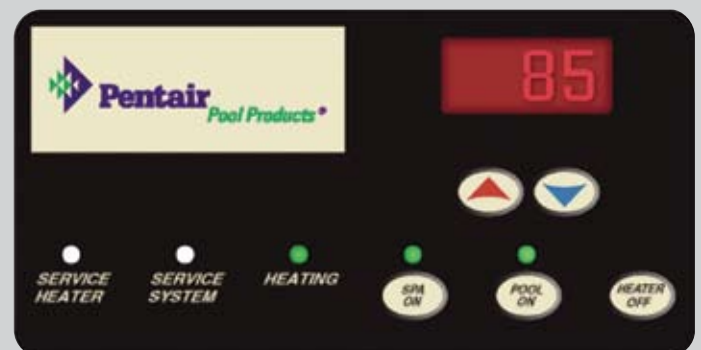 Pentair
Pool Products
85
SERVICE
HEATER
SERVICE
SYSTEM
HEATING
SPA
ON
POOL
ON
HEATER
OFF